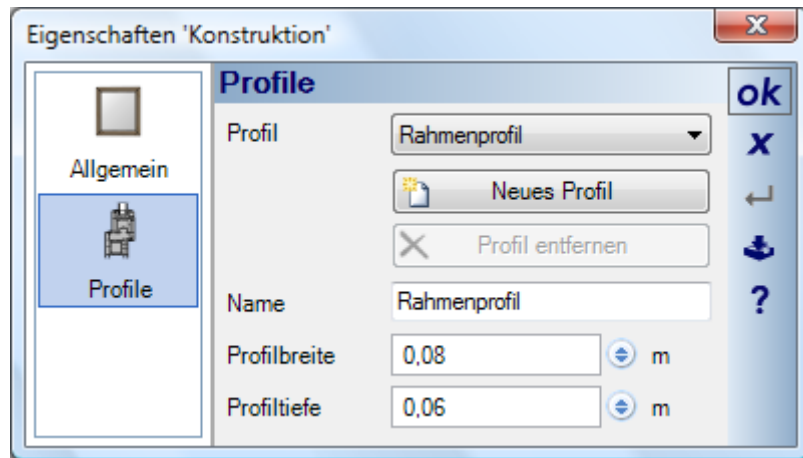 Eigenschaften 'Konstruktion'
x
Allgemein
Profile
Profile
Profil
Rahmenprofil
Neues Profil
Profil entfernen
Name
Rahmenprofil
Profilbreite
0,08
m
Profiltiefe
0,06
m
ok
x
?